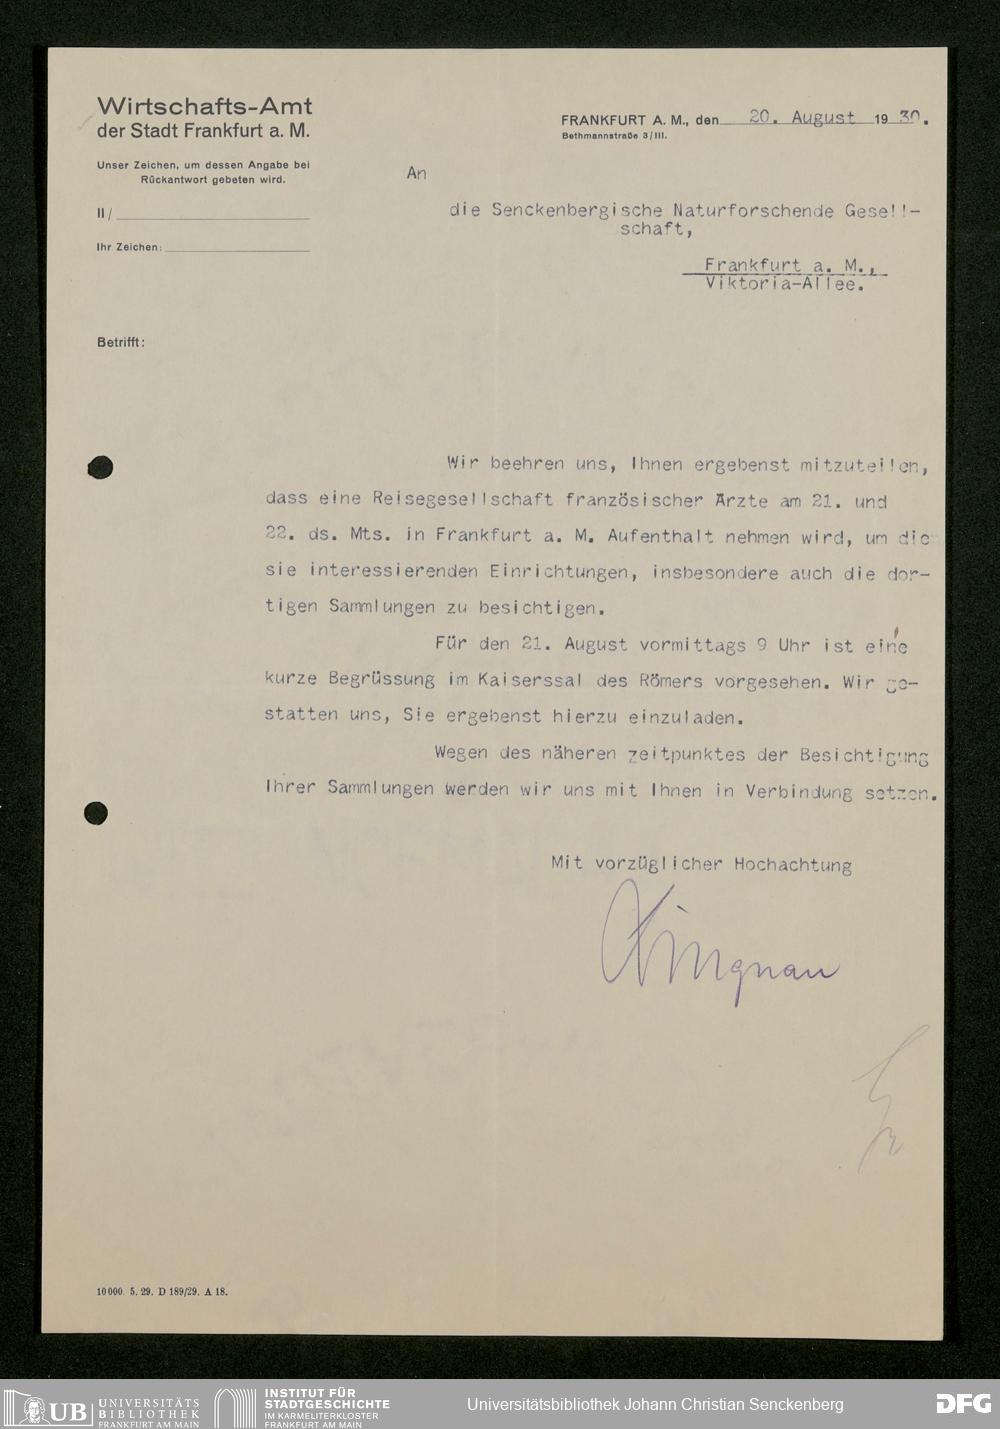 Wirtschafts-Amt
der Stadt Frankfurt a. M.
Unser Zeichen, um dessen Angabe bei
Rückantwort gebeten wird.
II/
Ihr Zeichen:
FRANKFURT A. M., den 20. August 1930.
Bethmannstraße 3/III.
An
die Senckenbergische Naturforschende Gesell-
schaft,
Frankfurt a. M.,
Viktoria-Allee.
Betrifft:
Wir beehren uns, Ihnen ergebenst mitzuteilen,
dass eine Reisegesellschaft französischer Ärzte am 21. und
22. ds. Mts. in Frankfurt a. M. Aufenthalt nehmen wird, um die
sie interessierenden Einrichtungen, insbesondere auch die dor-
tigen Sammlungen zu besichtigen.
Für den 21. August vormittags 9 Uhr ist eine
kurze Begrüssung im Kaiserssal des Römers vorgesehen. Wir ge-
statten uns, Sie ergebenst hierzu einzuladen.
Wegen des näheren zeitpunktes der Besichtigung
Ihrer Sammlungen werden wir uns mit Ihnen in Verbindung setzen.
Mit vorzüglicher Hochachtung
10000. 5. 29. D 189/29. A 18.
UB UNIVERSITÄTS
BIBLIOTHEK
FRANKFURT AM MAIN
INSTITUT FÜR
STADTGESCHICHTE
IM KARMELITERKLOSTER
FRANKFURT AM MAIN
Universitätsbibliothek Johann Christian Senckenberg
DFG